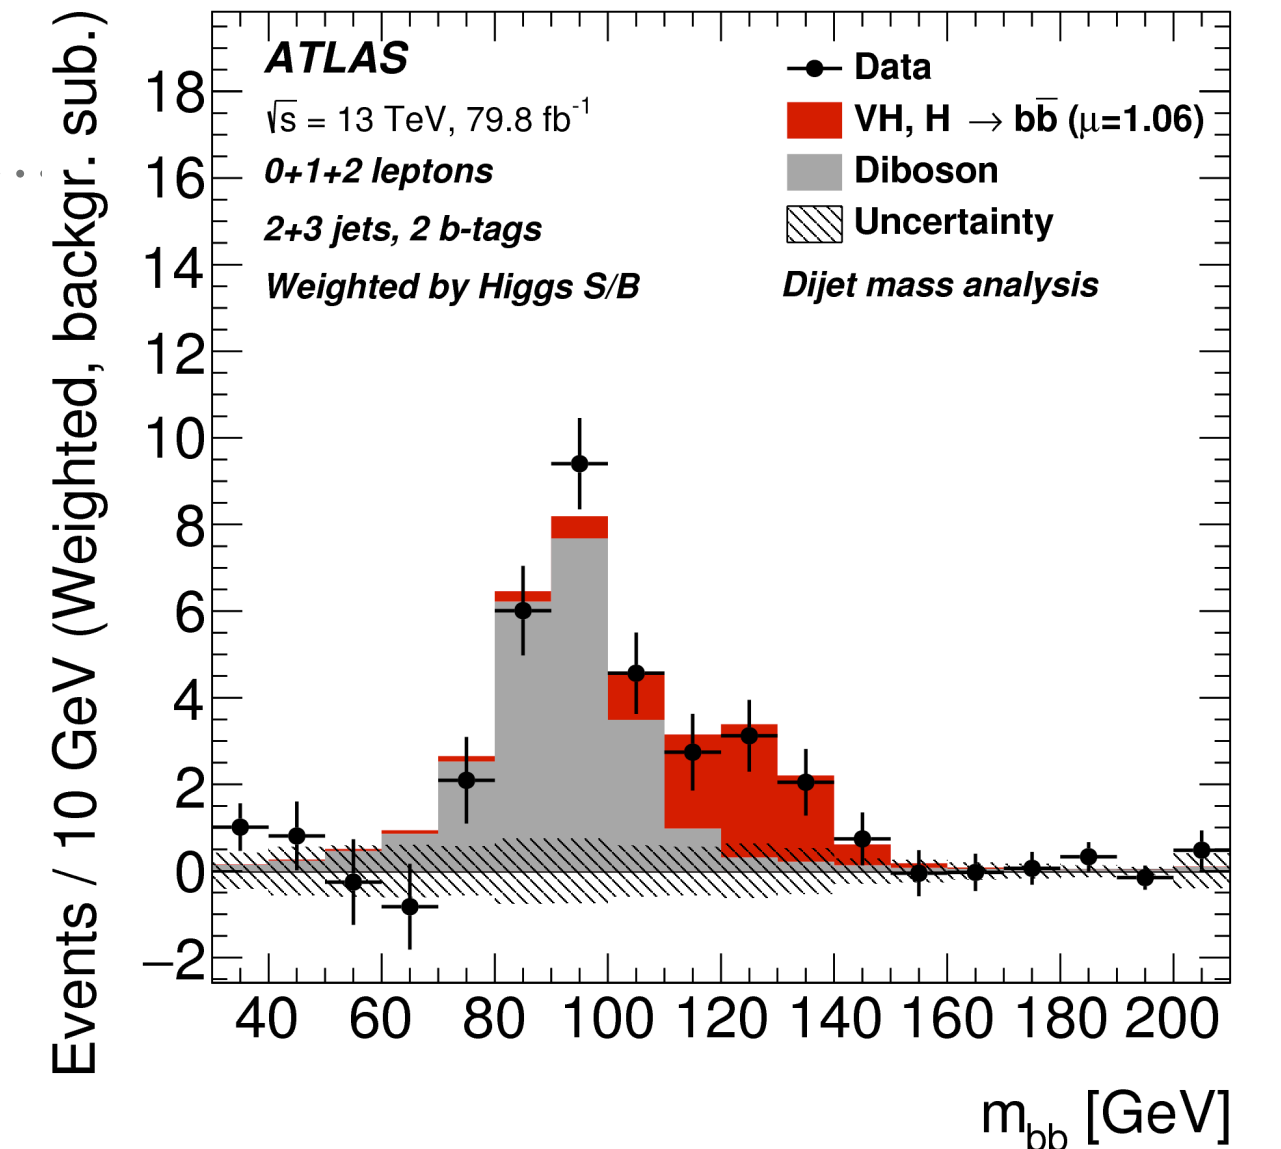 Events / 10 GeV (Weighted, backgr. sub.)
ATLAS
√s = 13 TeV, 79.8 fb⁻¹
0+1+2 leptons
2+3 jets, 2 b-tags
Weighted by Higgs S/B
Data
VH, H → bb̅ (μ=1.06)
Diboson
Uncertainty
Dijet mass analysis
18
16
14
12
10
8
6
4
2
0
−2
40 60 80 100 120 140 160 180 200
m_bb [GeV]